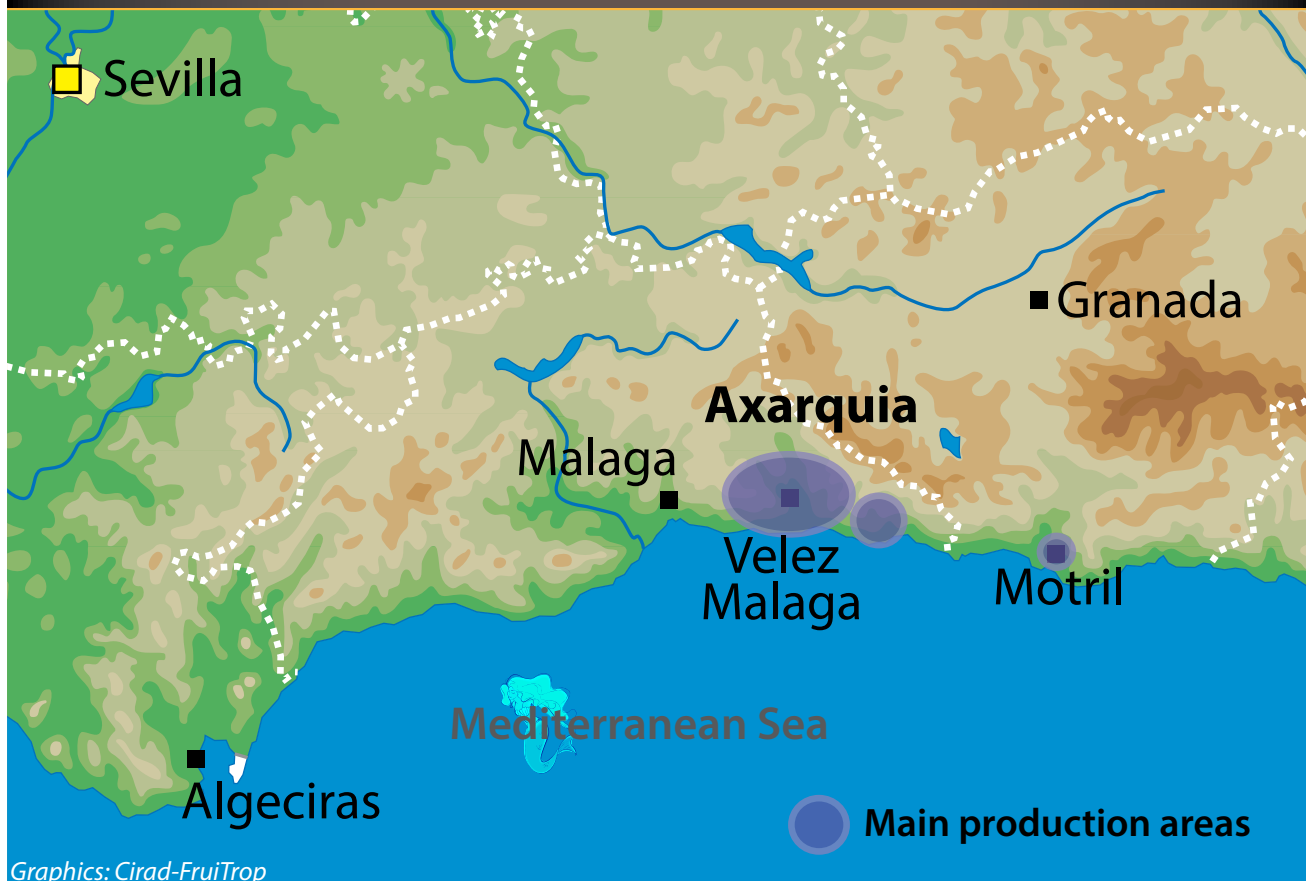 Sevilla
Granada
Axarquia
Malaga
Velez
Malaga
Motril
Mediterranean Sea
Algeciras
Main production areas
Graphics: Cirad-FruiTrop